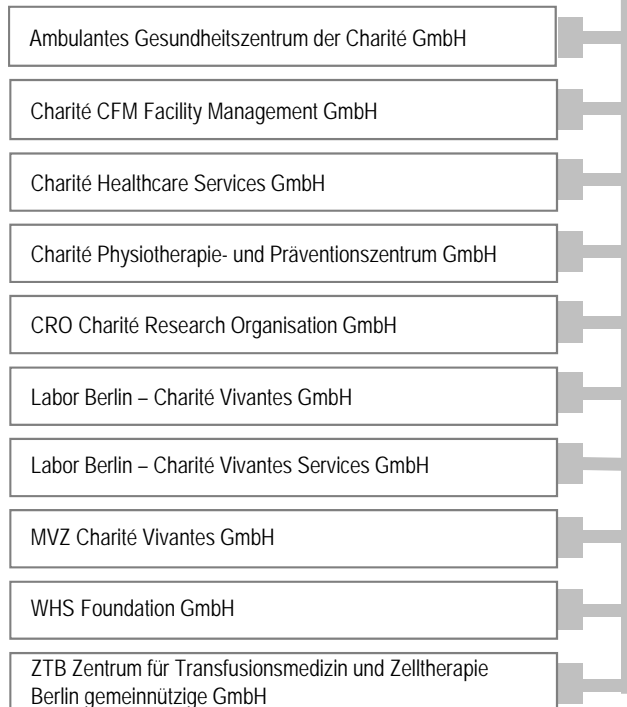 Ambulantes Gesundheitszentrum der Charité GmbH
Charité CFM Facility Management GmbH
Charité Healthcare Services GmbH
Charité Physiotherapie- und Präventionszentrum GmbH
CRO Charité Research Organisation GmbH
Labor Berlin – Charité Vivantes GmbH
Labor Berlin – Charité Vivantes Services GmbH
MVZ Charité Vivantes GmbH
WHS Foundation GmbH
ZTB Zentrum für Transfusionsmedizin und Zelltherapie
Berlin gemeinnützige GmbH